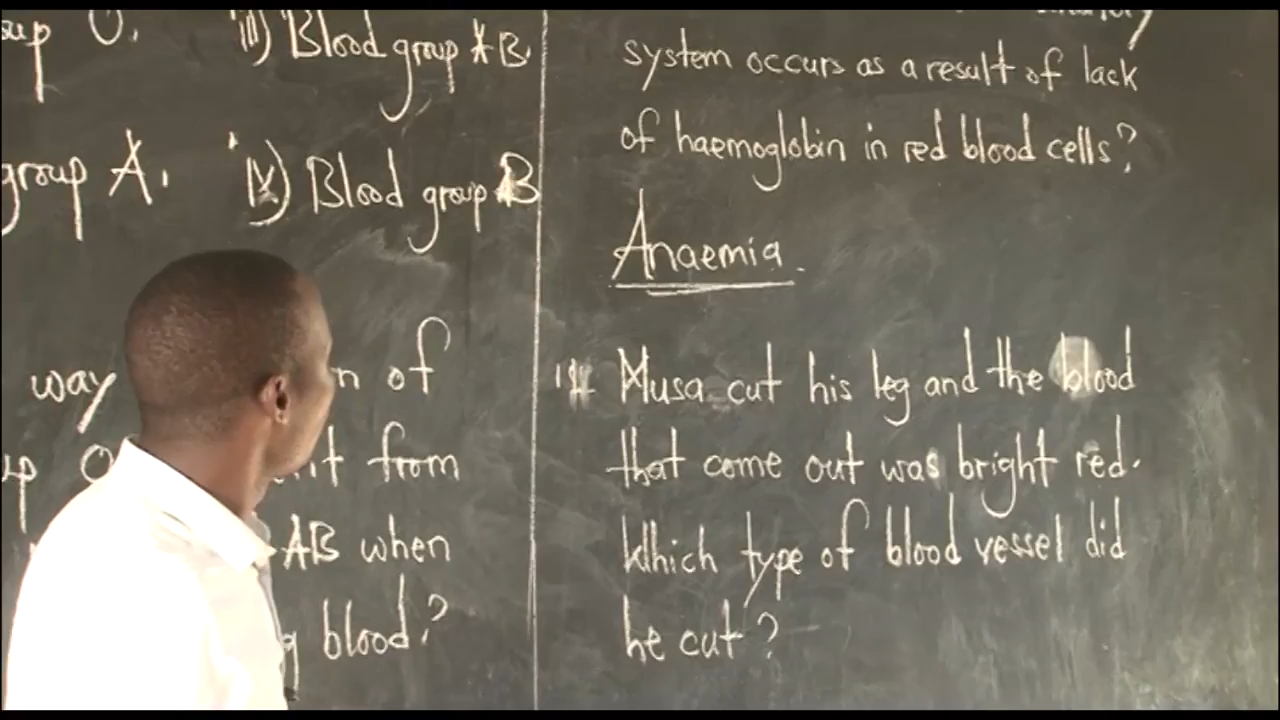 O.
iii) Blood group AB.
group A.
iv) Blood group B
way of
O it from
AB when
blood?
system occurs as a result of lack
of haemoglobin in red blood cells?
Anaemia.
Musa cut his leg and the blood
that come out was bright red.
Which type of blood vessel did
he cut?